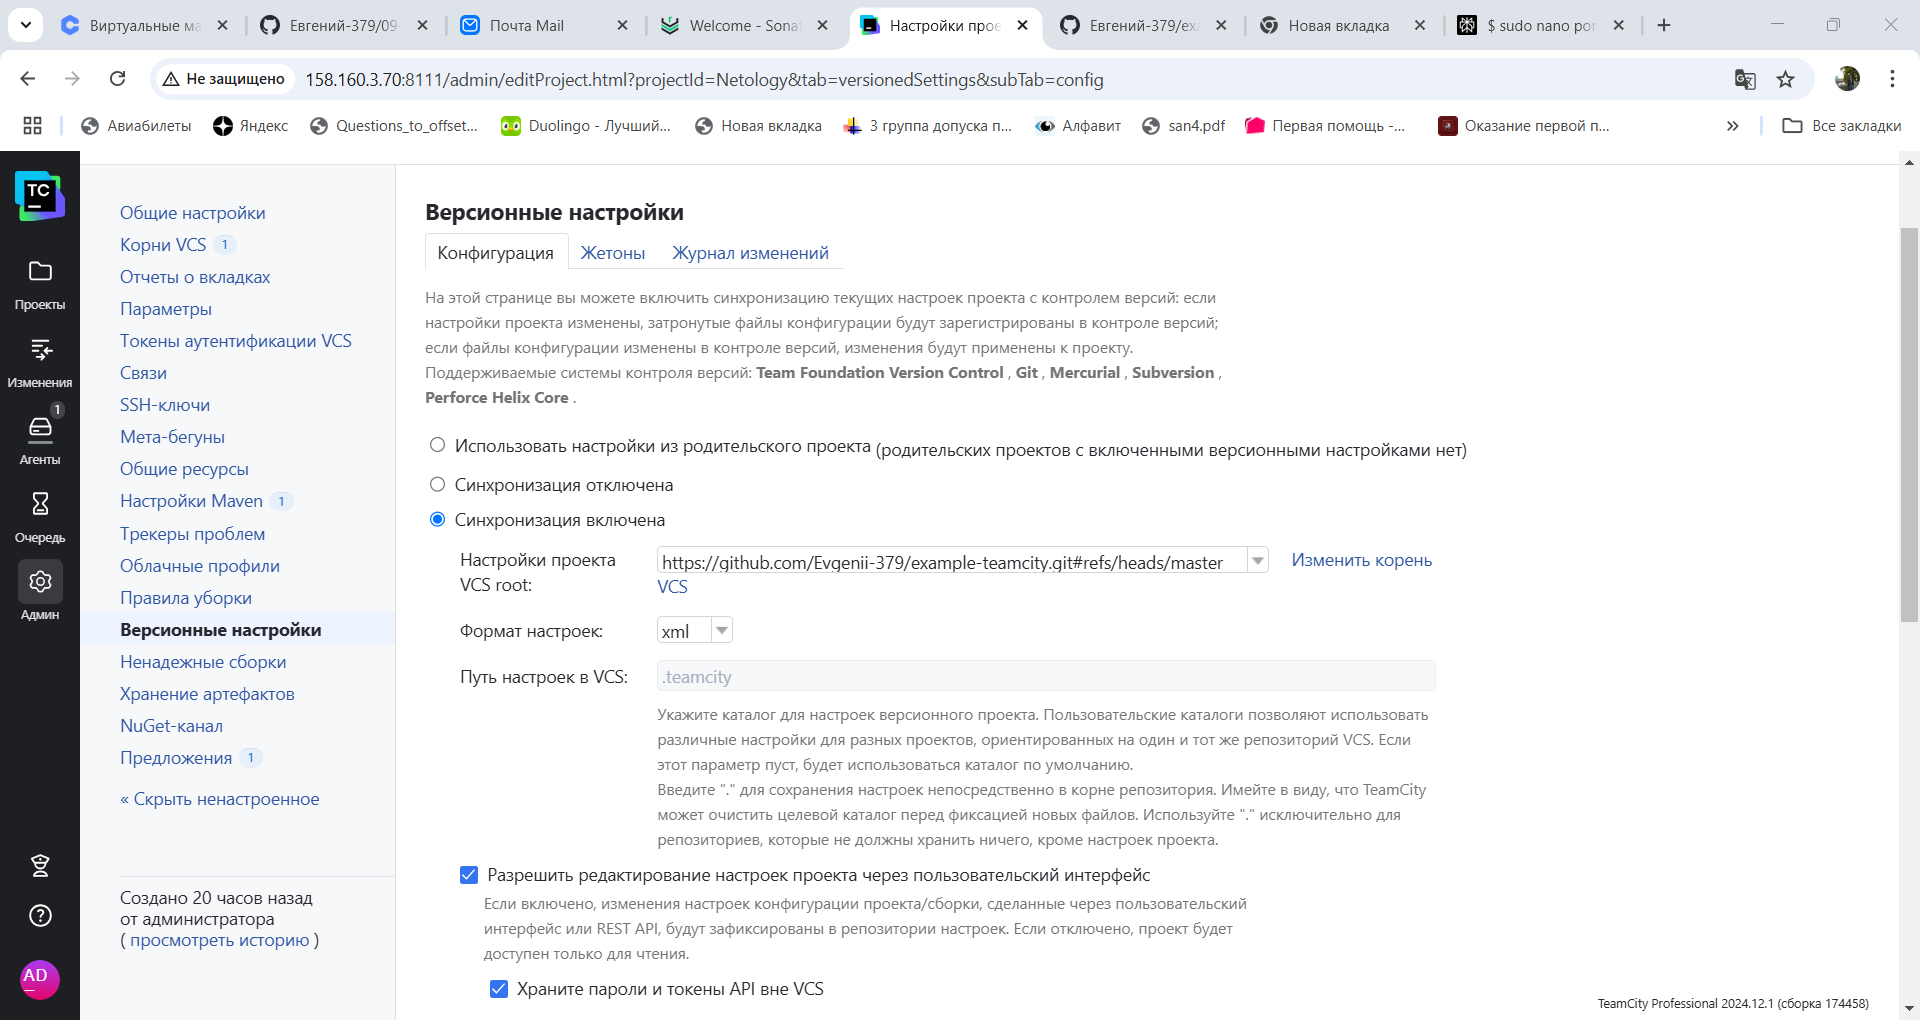 Виртуальные ма
Евгений-379/09-
Почта Mail
Welcome - Sonat
Настройки прое
Евгений-379/exa
Новая вкладка
$ sudo nano pom
Не защищено
158.160.3.70:8111/admin/editProject.html?projectId=Netology&tab=versionedSettings&subTab=config
Авиабилеты
Яндекс
Questions_to_offset...
Duolingo - Лучший...
Новая вкладка
3 группа допуска п...
Алфавит
san4.pdf
Первая помощь -...
Оказание первой п...
»
Все закладки
TC
Проекты
Изменения
1
Агенты
Очередь
Админ
AD
Общие настройки
Корни VCS 1
Отчеты о вкладках
Параметры
Токены аутентификации VCS
Связи
SSH-ключи
Мета-бегуны
Общие ресурсы
Настройки Maven 1
Трекеры проблем
Облачные профили
Правила уборки
Версионные настройки
Ненадежные сборки
Хранение артефактов
NuGet-канал
Предложения 1
« Скрыть ненастроенное
Создано 20 часов назад
от администратора
( просмотреть историю )
Версионные настройки
Конфигурация
Жетоны
Журнал изменений
На этой странице вы можете включить синхронизацию текущих настроек проекта с контролем версий: если
настройки проекта изменены, затронутые файлы конфигурации будут зарегистрированы в контроле версий;
если файлы конфигурации изменены в контроле версий, изменения будут применены к проекту.
Поддерживаемые системы контроля версий: Team Foundation Version Control , Git , Mercurial , Subversion ,
Perforce Helix Core .
Использовать настройки из родительского проекта (родительских проектов с включенными версионными настройками нет)
Синхронизация отключена
Синхронизация включена
Настройки проекта
VCS root:
https://github.com/Evgenii-379/example-teamcity.git#refs/heads/master
Изменить корень
VCS
Формат настроек:
xml
Путь настроек в VCS:
.teamcity
Укажите каталог для настроек версионного проекта. Пользовательские каталоги позволяют использовать
различные настройки для разных проектов, ориентированных на один и тот же репозиторий VCS. Если
этот параметр пуст, будет использоваться каталог по умолчанию.
Введите "." для сохранения настроек непосредственно в корне репозитория. Имейте в виду, что TeamCity
может очистить целевой каталог перед фиксацией новых файлов. Используйте "." исключительно для
репозиториев, которые не должны хранить ничего, кроме настроек проекта.
Разрешить редактирование настроек проекта через пользовательский интерфейс
Если включено, изменения настроек конфигурации проекта/сборки, сделанные через пользовательский
интерфейс или REST API, будут зафиксированы в репозитории настроек. Если отключено, проект будет
доступен только для чтения.
Храните пароли и токены API вне VCS
TeamCity Professional 2024.12.1 (сборка 174458)